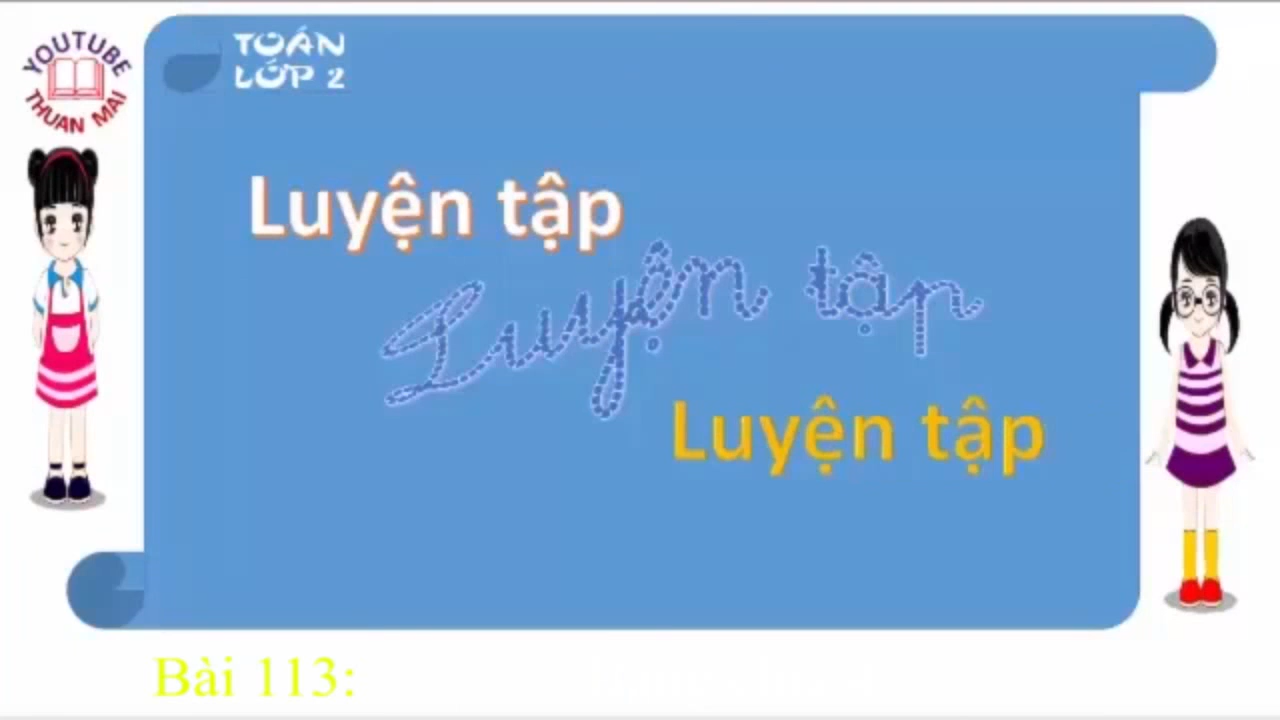 YOUTUBE
THUAN MAI
TOÁN
LỚP 2
Luyện tập
Luyện tập
Luyện tập
Bài 113: